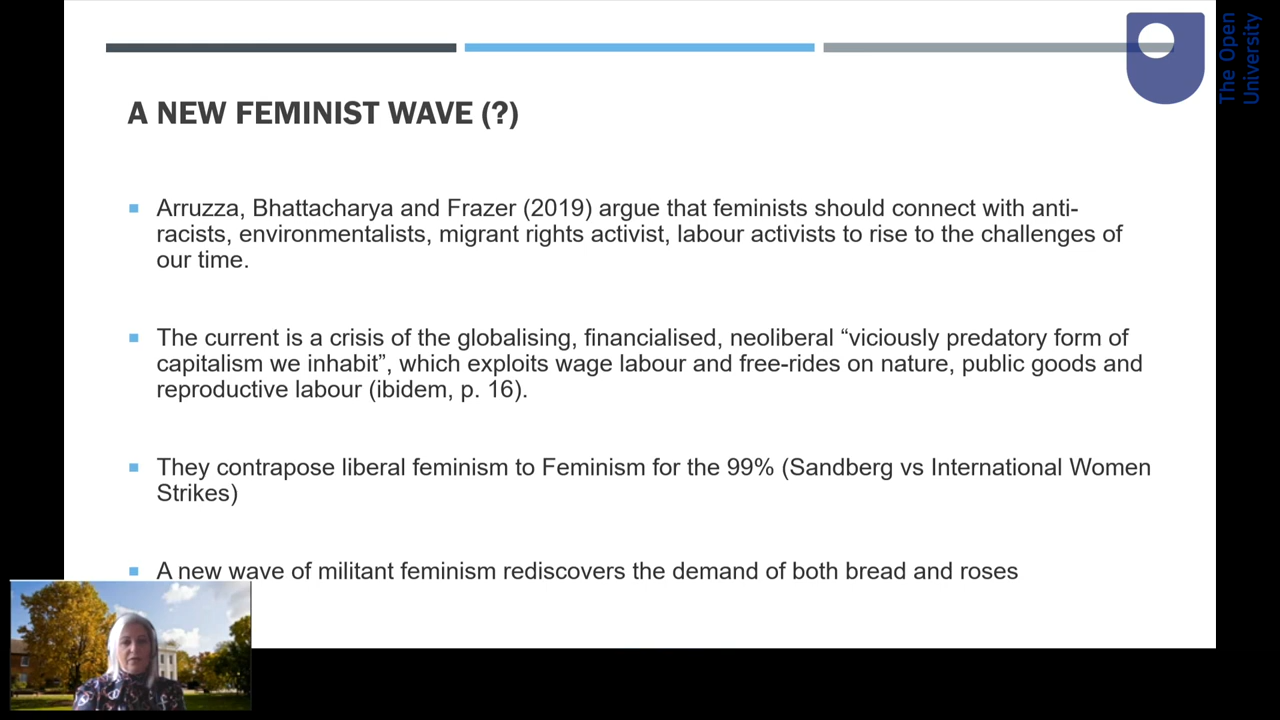 The Open
University
A NEW FEMINIST WAVE (?)
Arruzza, Bhattacharya and Frazer (2019) argue that feminists should connect with anti-
racists, environmentalists, migrant rights activist, labour activists to rise to the challenges of
our time.
The current is a crisis of the globalising, financialised, neoliberal “viciously predatory form of
capitalism we inhabit”, which exploits wage labour and free-rides on nature, public goods and
reproductive labour (ibidem, p. 16).
They contrapose liberal feminism to Feminism for the 99% (Sandberg vs International Women
Strikes)
A new wave of militant feminism rediscovers the demand of both bread and roses